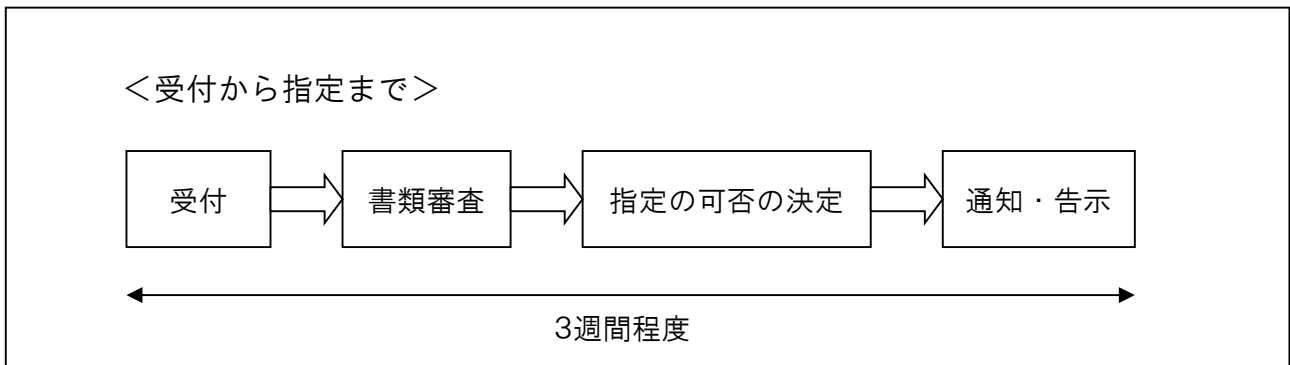 ＜受付から指定まで＞
受付
書類審査
指定の可否の決定
通知・告示
3週間程度